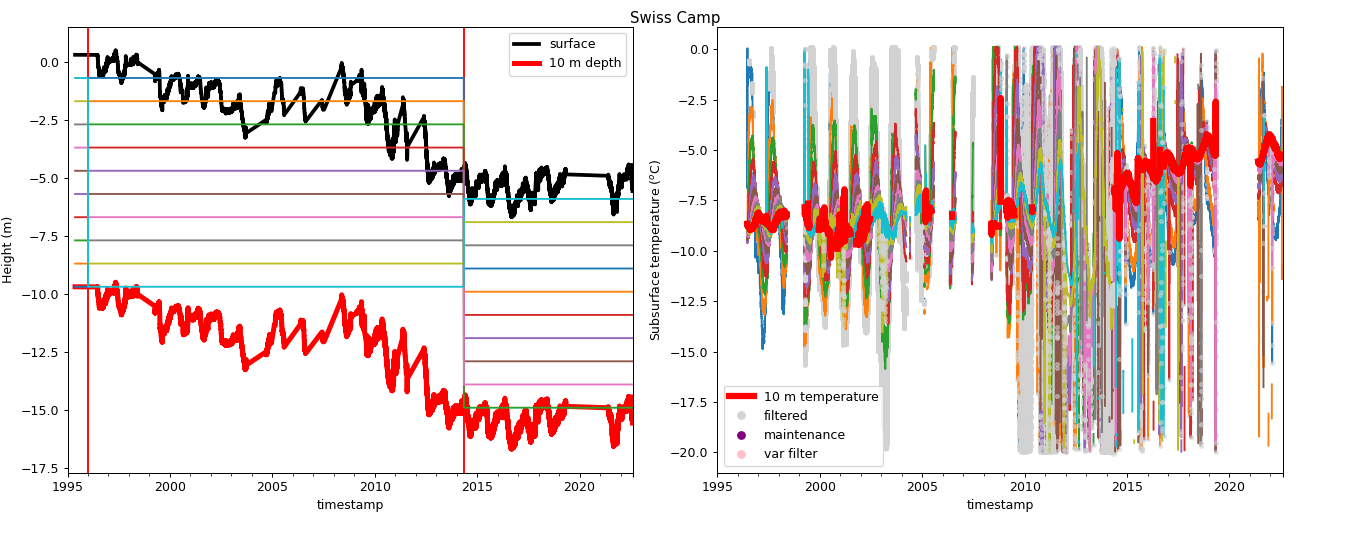 Swiss Camp
surface
10 m depth
0.0
−2.5
−5.0
−7.5
−10.0
−12.5
−15.0
−17.5
Height (m)
1995
2000
2005
2010
2015
2020
timestamp
0.0
−2.5
−5.0
−7.5
−10.0
−12.5
−15.0
−17.5
−20.0
Subsurface temperature (°C)
10 m temperature
filtered
maintenance
var filter
1995
2000
2005
2010
2015
2020
timestamp